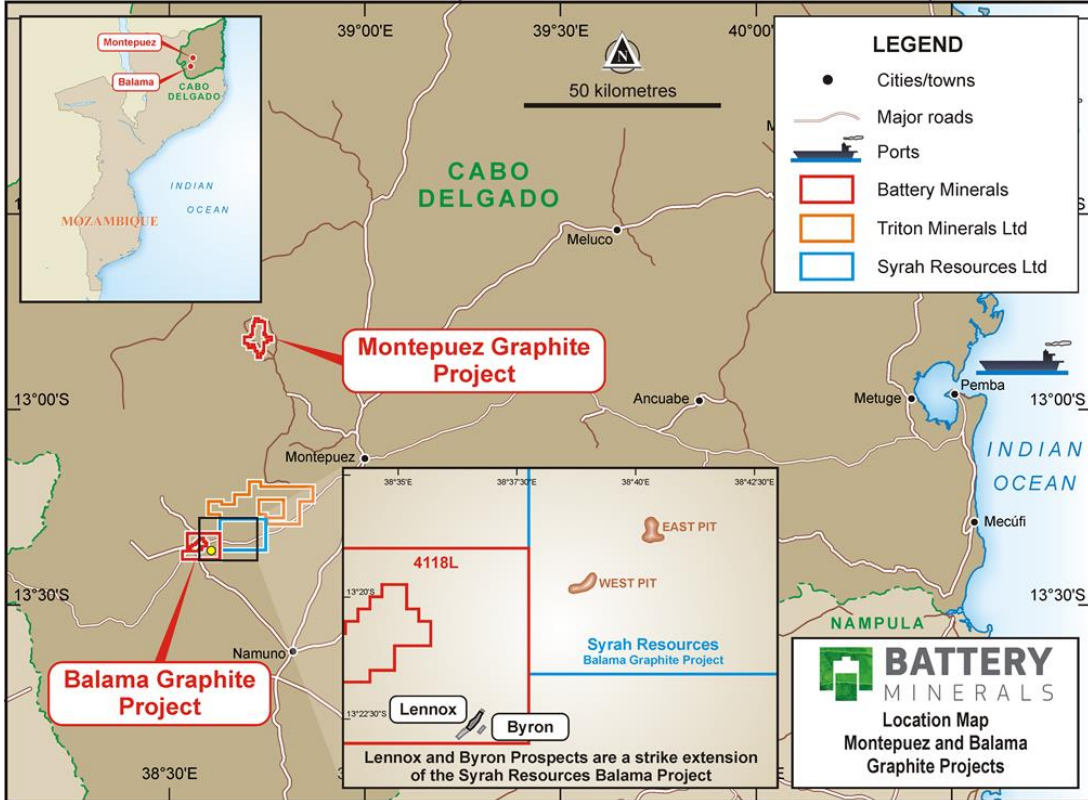 Montepuez
Balama
CABO
DELGADO
INDIAN
OCEAN
MOZAMBIQUE
39°00'E
39°30'E
40°00'
N
50 kilometres
LEGEND
Cities/towns
Major roads
Ports
Battery Minerals
Triton Minerals Ltd
Syrah Resources Ltd
CABO
DELGADO
Meluco
Montepuez Graphite
Project
Ancuabe
Metuge
Pemba
13°00'S
13°00'S
INDIAN
OCEAN
Montepuez
Mecúfi
13°30'S
13°30'S
NAMPULA
Namuno
Balama Graphite
Project
38°30'E
38°35'E
38°37'30"E
38°40'E
38°42'30"E
4118L
EAST PIT
WEST PIT
13°20'S
Syrah Resources
Balama Graphite Project
13°22'30"S
Lennox
Byron
Lennox and Byron Prospects are a strike extension
of the Syrah Resources Balama Project
BATTERY
MINERALS
Location Map
Montepuez and Balama
Graphite Projects